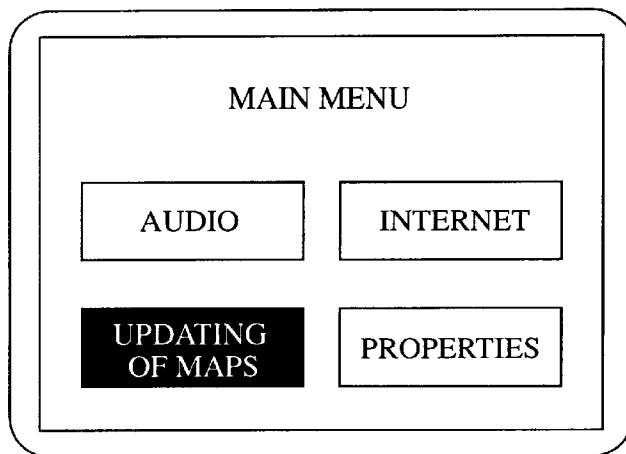 MAIN MENU
AUDIO
INTERNET
UPDATING
OF MAPS
PROPERTIES